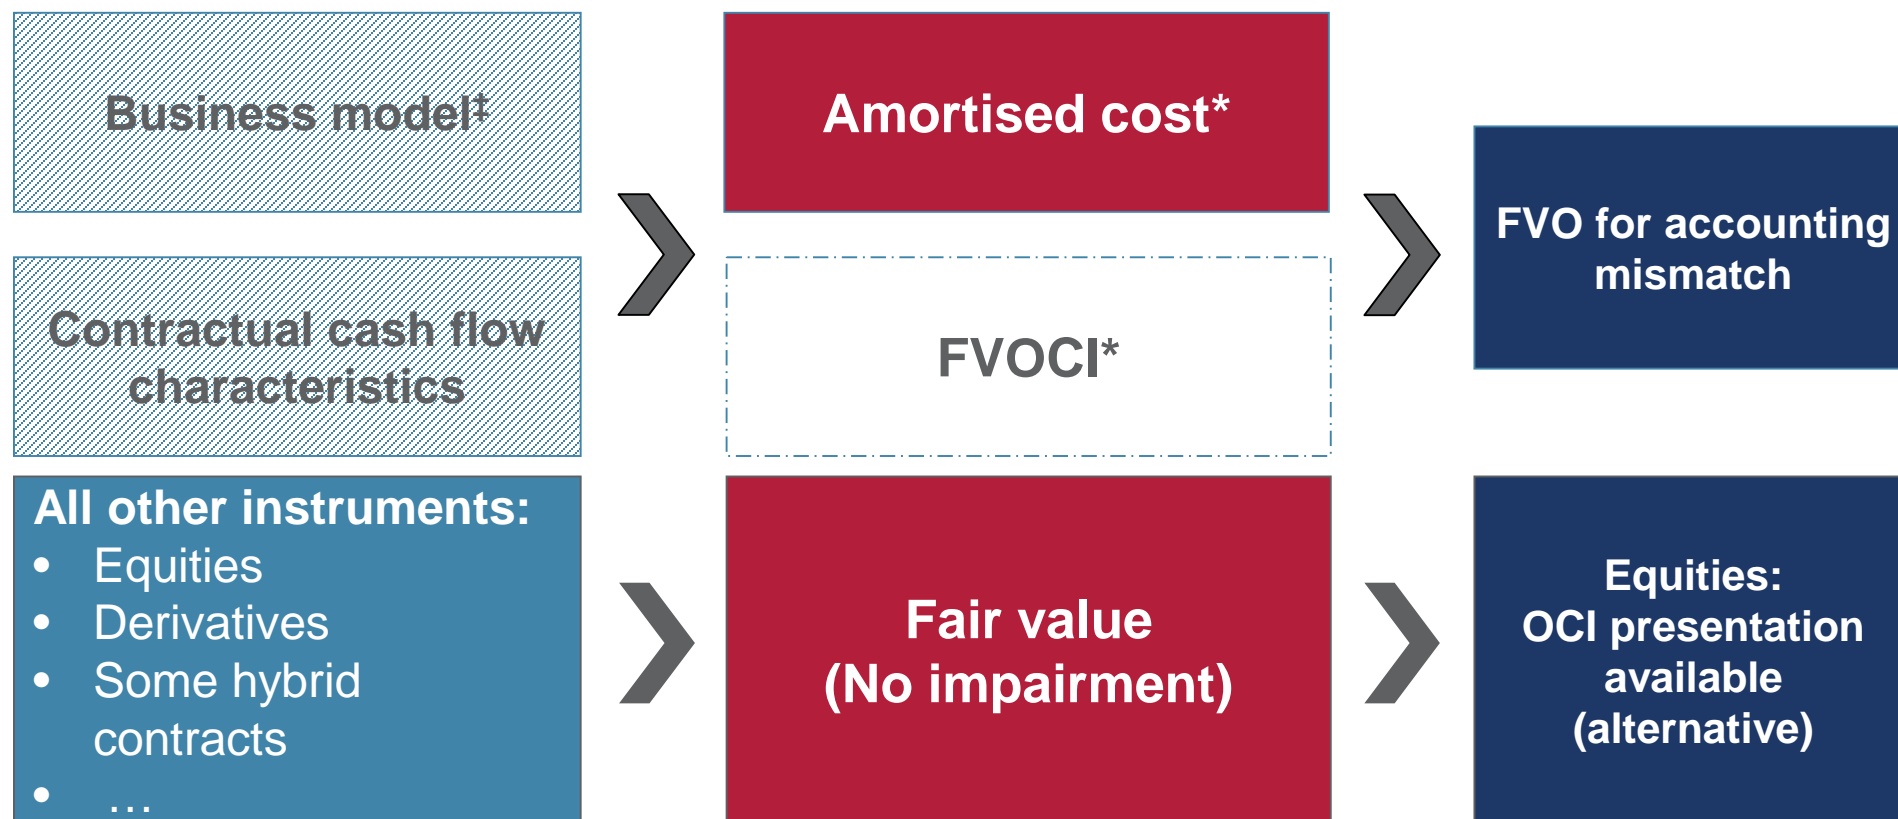 Business model‡
Amortised cost*
FVO for accounting
mismatch
Contractual cash flow
characteristics
FVOCI*
All other instruments:
• Equities
• Derivatives
• Some hybrid
contracts
• …
Fair value
(No impairment)
Equities:
OCI presentation
available
(alternative)